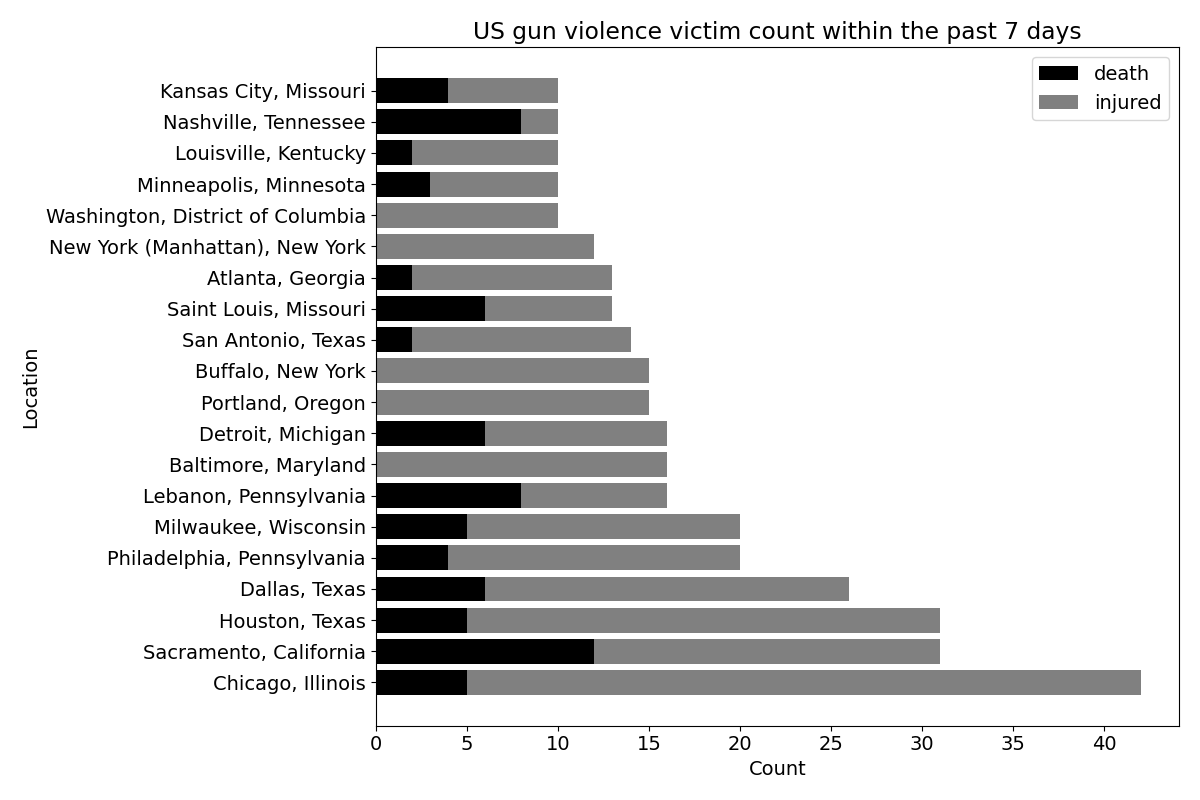 US gun violence victim count within the past 7 days
death
injured
Location
Kansas City, Missouri
Nashville, Tennessee
Louisville, Kentucky
Minneapolis, Minnesota
Washington, District of Columbia
New York (Manhattan), New York
Atlanta, Georgia
Saint Louis, Missouri
San Antonio, Texas
Buffalo, New York
Portland, Oregon
Detroit, Michigan
Baltimore, Maryland
Lebanon, Pennsylvania
Milwaukee, Wisconsin
Philadelphia, Pennsylvania
Dallas, Texas
Houston, Texas
Sacramento, California
Chicago, Illinois
0 5 10 15 20 25 30 35 40
Count